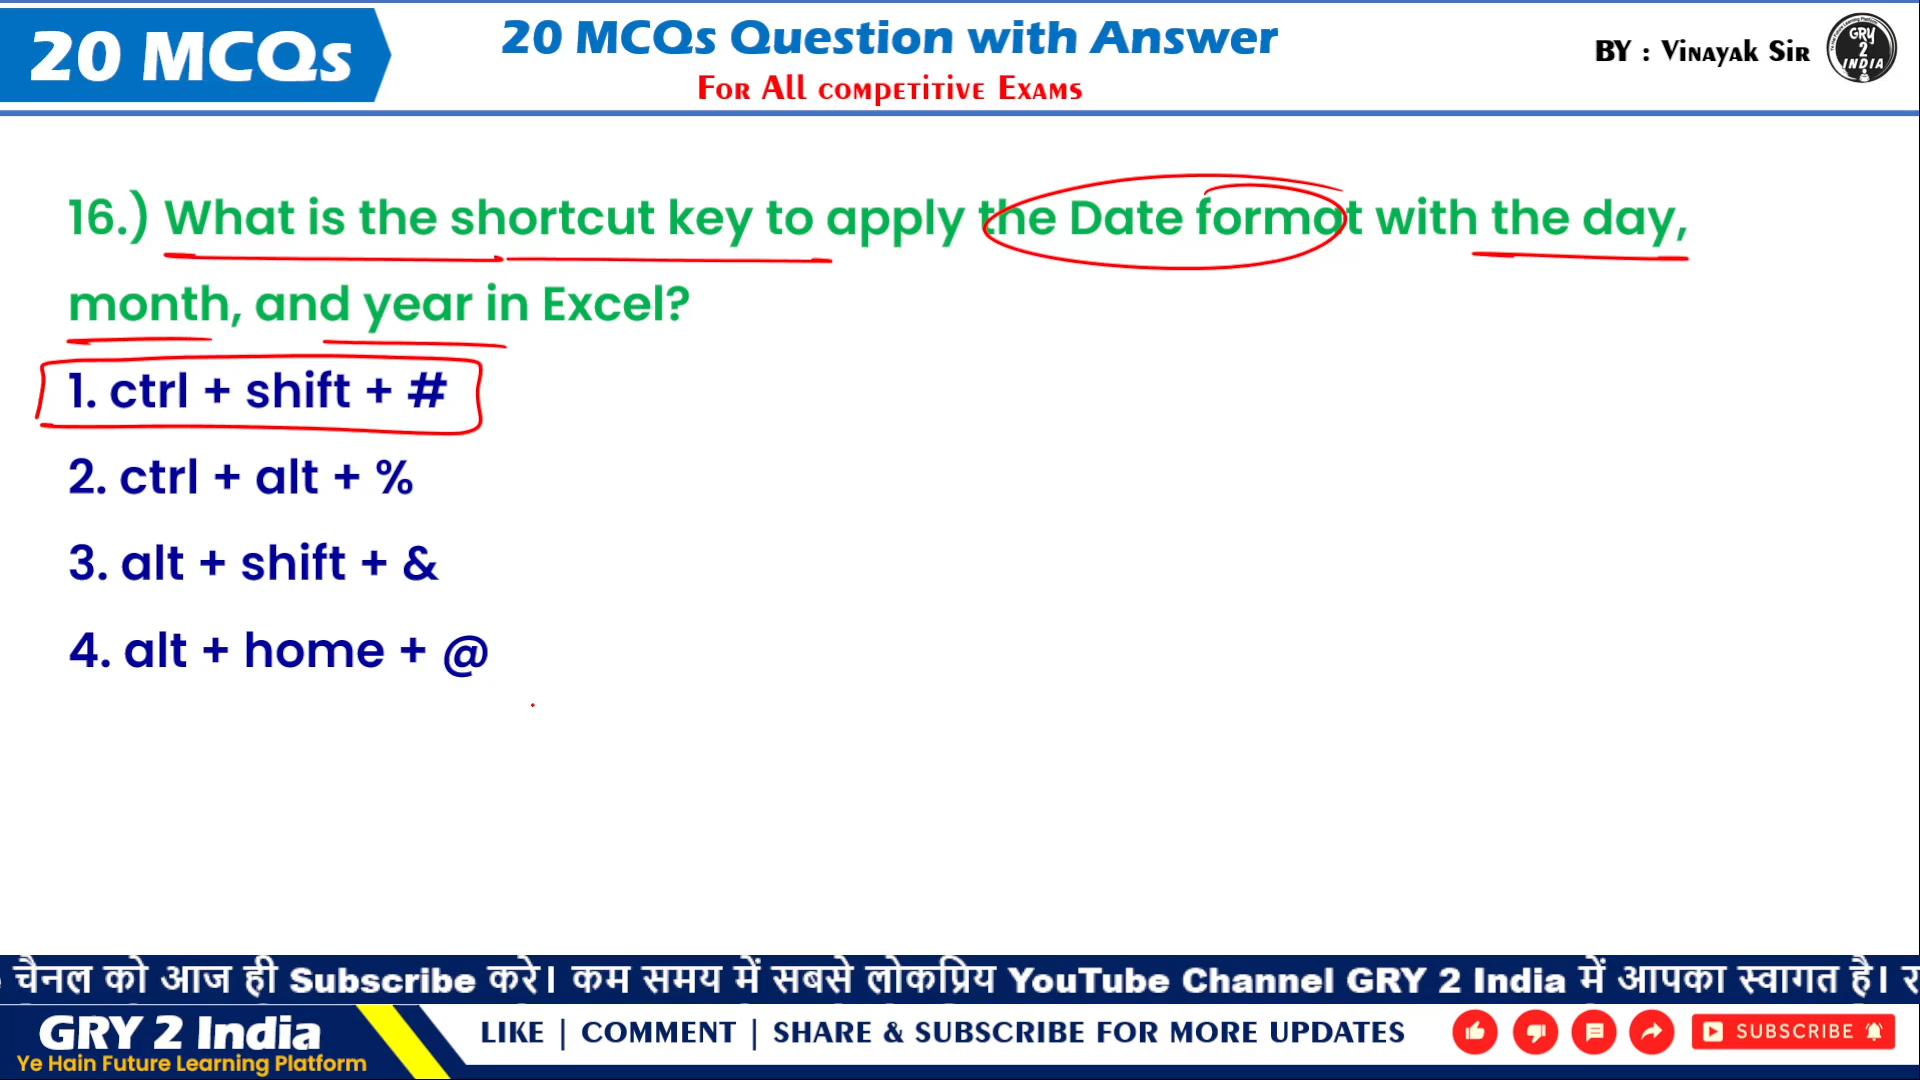 20 MCQs
20 MCQs Question with Answer
For All competitive Exams
BY : Vinayak Sir
GRY
2
INDIA
16.) What is the shortcut key to apply the Date format with the day,
month, and year in Excel?
1. ctrl + shift + #
2. ctrl + alt + %
3. alt + shift + &
4. alt + home + @
चैनल को आज ही Subscribe करे। कम समय में सबसे लोकप्रिय YouTube Channel GRY 2 India में आपका स्वागत है। र
GRY 2 India
Ye Hain Future Learning Platform
LIKE | COMMENT | SHARE & SUBSCRIBE FOR MORE UPDATES
SUBSCRIBE